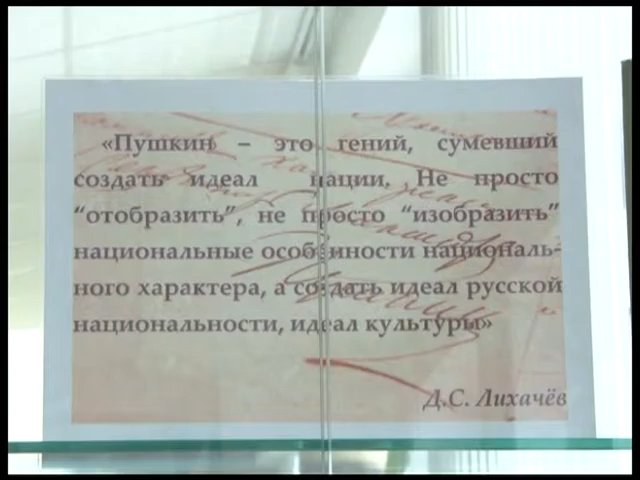 «Пушкин – это гений, сумевший
создать идеал нации. Не просто
“отобразить”, не просто “изобразить”
национальные особенности националь-
ного характера, а создать идеал русской
национальности, идеал культуры»
Д.С. Лихачёв